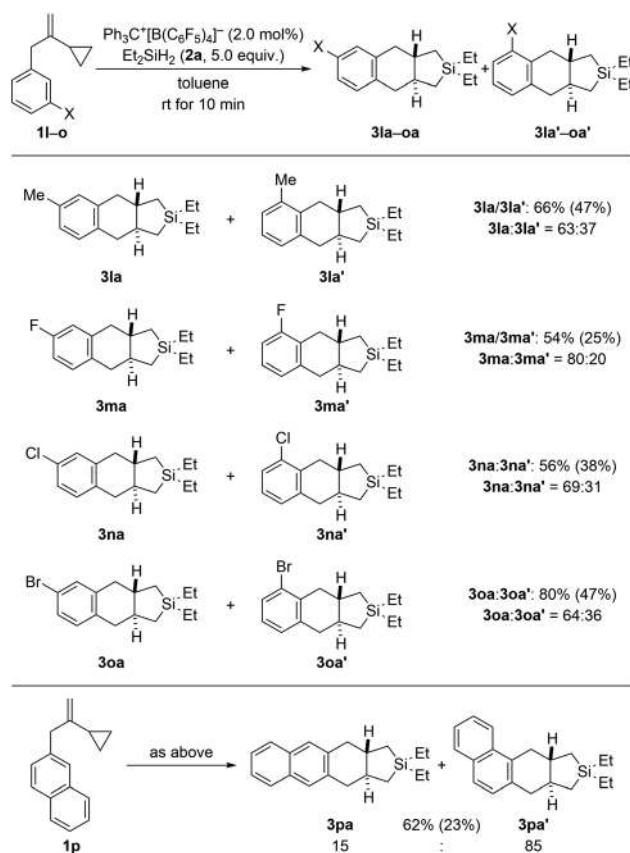 Ph₃C⁺[B(C₆F₅)₄]⁻ (2.0 mol%)
Et₂SiH₂ (2a, 5.0 equiv.)
toluene
rt for 10 min
X
1l–o
X
H
Si
Et
Et
H
3la–oa
+
X
H
Si
Et
Et
H
3la'–oa'
Me
H
Si
Et
Et
H
3la
+
Me
H
Si
Et
Et
H
3la'
3la/3la': 66% (47%)
3la:3la' = 63:37
F
H
Si
Et
Et
H
3ma
+
F
H
Si
Et
Et
H
3ma'
3ma/3ma': 54% (25%)
3ma:3ma' = 80:20
Cl
H
Si
Et
Et
H
3na
+
Cl
H
Si
Et
Et
H
3na'
3na/3na': 56% (38%)
3na:3na' = 69:31
Br
H
Si
Et
Et
H
3oa
+
Br
H
Si
Et
Et
H
3oa'
3oa/3oa': 80% (47%)
3oa:3oa' = 64:36
1p
as above
H
Si
Et
Et
H
+
H
Si
Et
Et
H
3pa 62% (23%) 3pa'
15 : 85